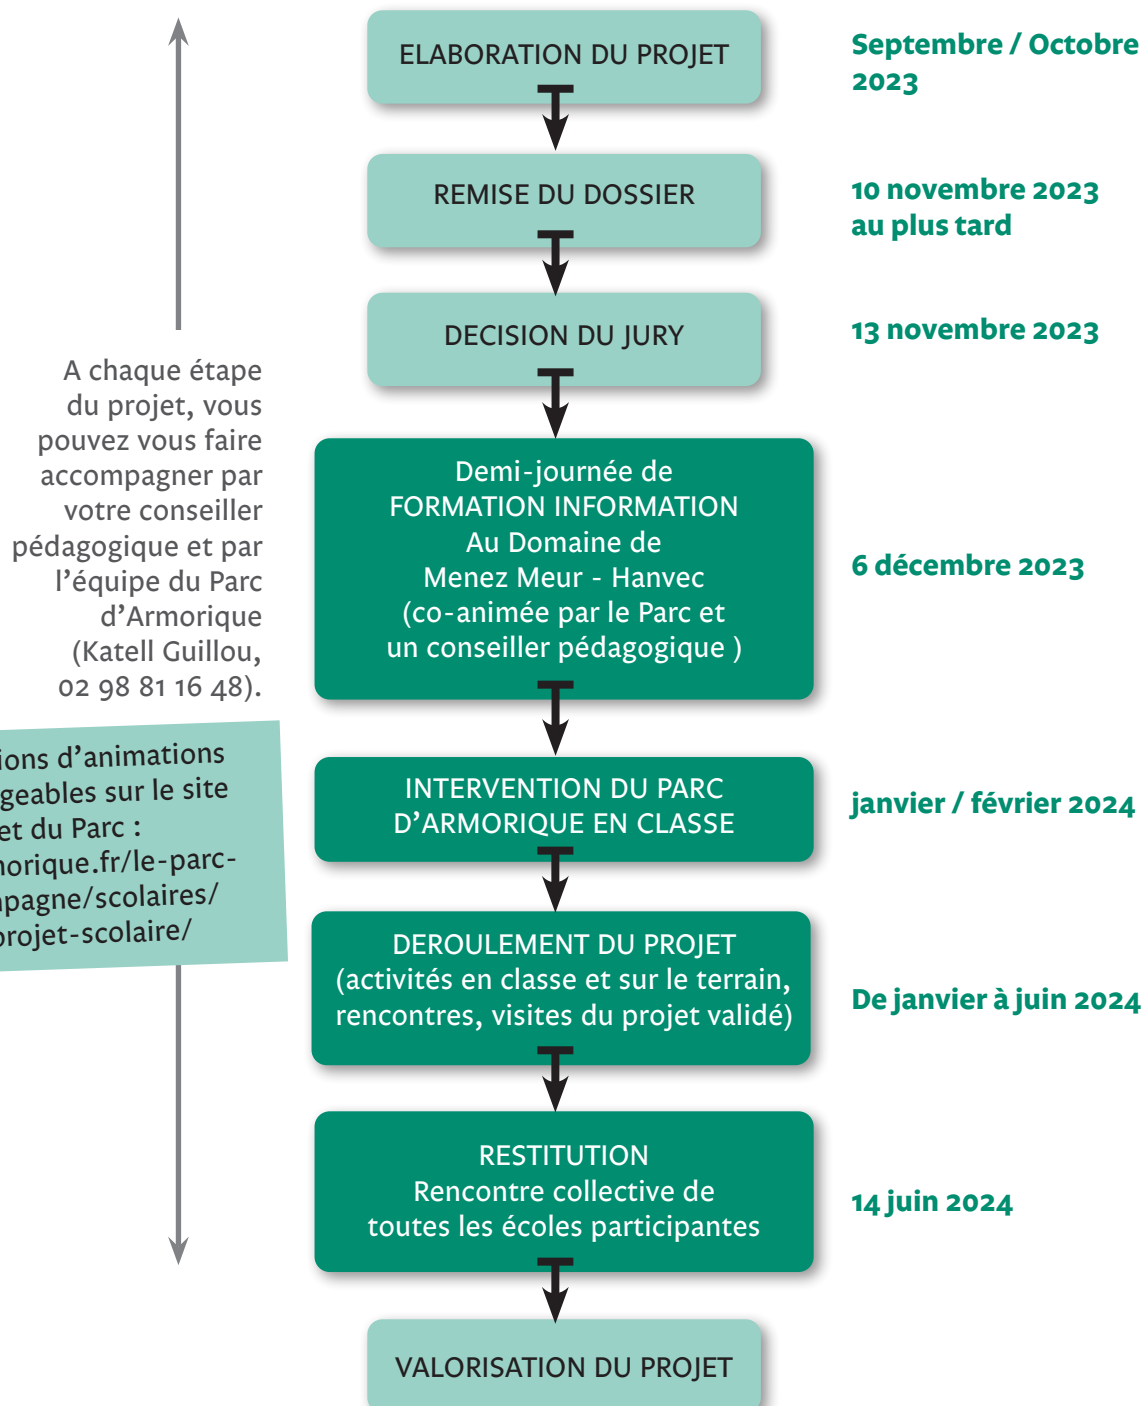 ELABORATION DU PROJET
Septembre / Octobre
2023
REMISE DU DOSSIER
10 novembre 2023
au plus tard
DECISION DU JURY
13 novembre 2023
A chaque étape
du projet, vous
pouvez vous faire
accompagner par
votre conseiller
pédagogique et par
l’équipe du Parc
d’Armorique
(Katell Guillou,
02 98 81 16 48).
Demi-journée de
FORMATION INFORMATION
Au Domaine de
Menez Meur - Hanvec
(co-animée par le Parc et
un conseiller pédagogique )
6 décembre 2023
ions d’animations
geables sur le site
et du Parc :
norique.fr/le-parc-
npagne/scolaires/
projet-scolaire/
INTERVENTION DU PARC
D’ARMORIQUE EN CLASSE
janvier / février 2024
DEROULEMENT DU PROJET
(activités en classe et sur le terrain,
rencontres, visites du projet validé)
De janvier à juin 2024
RESTITUTION
Rencontre collective de
toutes les écoles participantes
14 juin 2024
VALORISATION DU PROJET